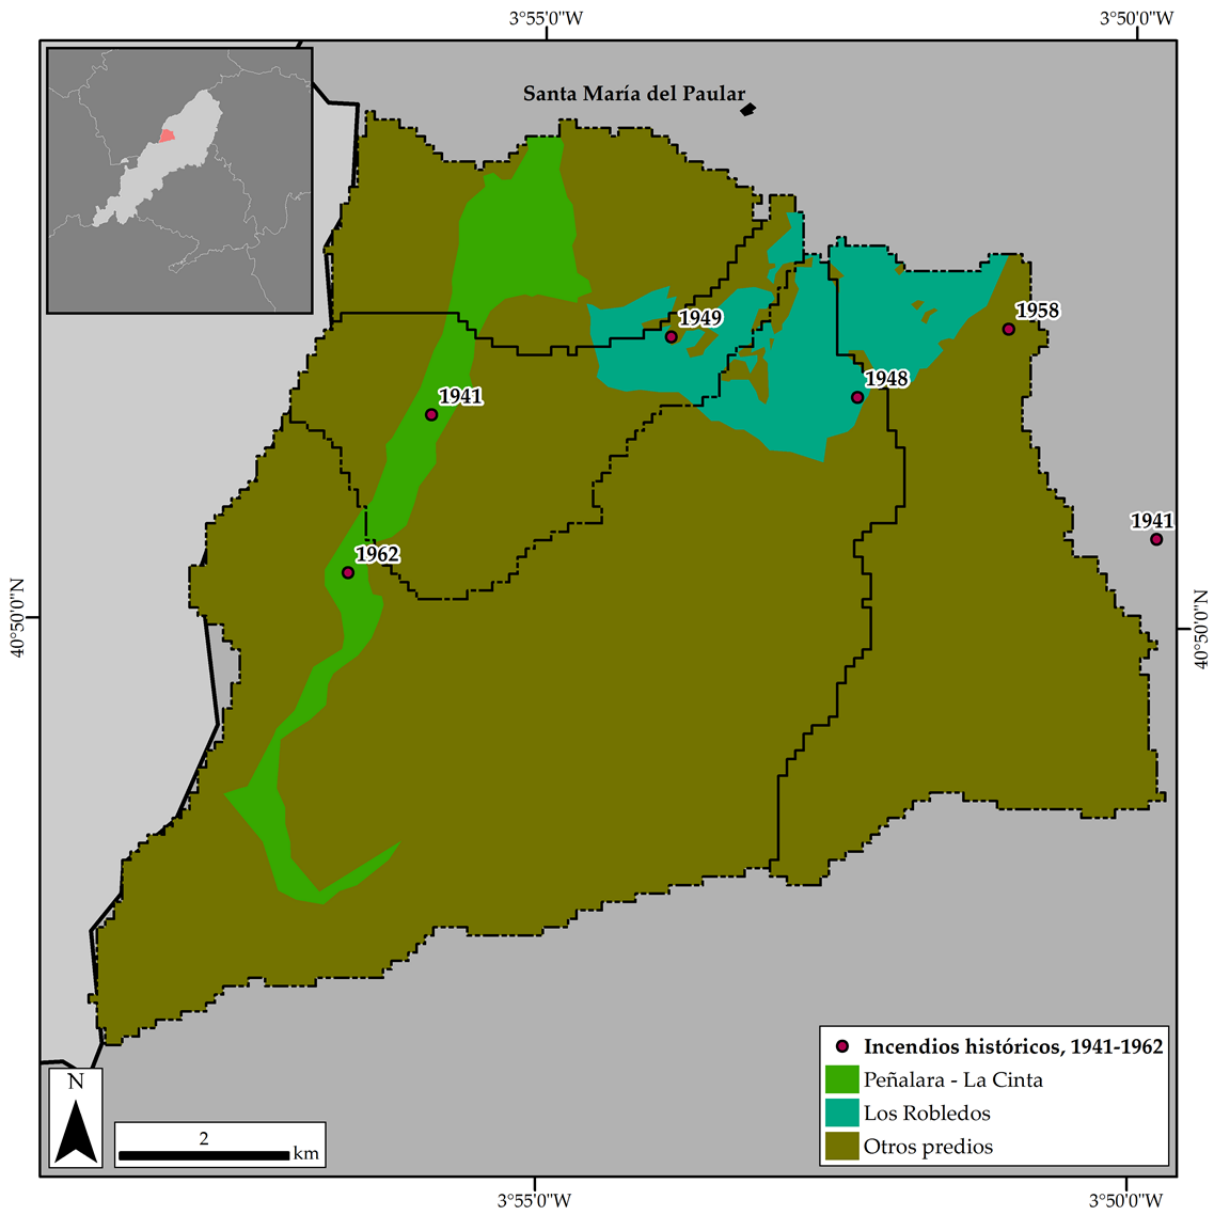 3°55'0"W
3°50'0"W
Santa María del Paular
1958
1949
1948
1941
1941
1962
40°50'0"N
40°50'0"N
Incendios históricos, 1941-1962
Peñalara - La Cinta
Los Robledos
Otros predios
N
2
km
3°55'0"W
3°50'0"W